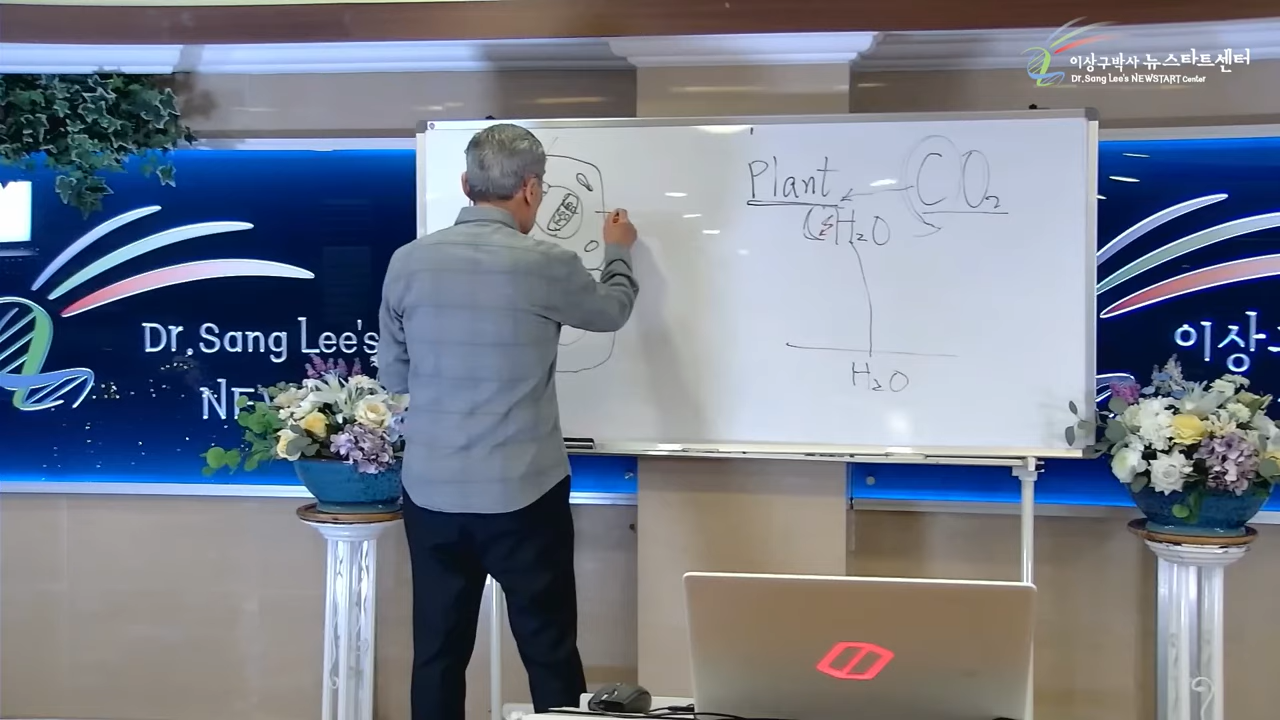 이상구박사 뉴스타트센터
Dr. Sang Lee's NEWSTART Center
Plant
CO₂
H₂O
H₂O
Dr. Sang Lee's
이상